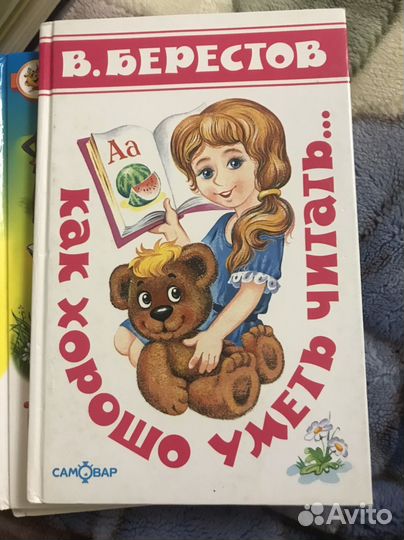 В. БЕРЕСТОВ
Аа
как хорошо уметь читать...
САМОВАР
Avito